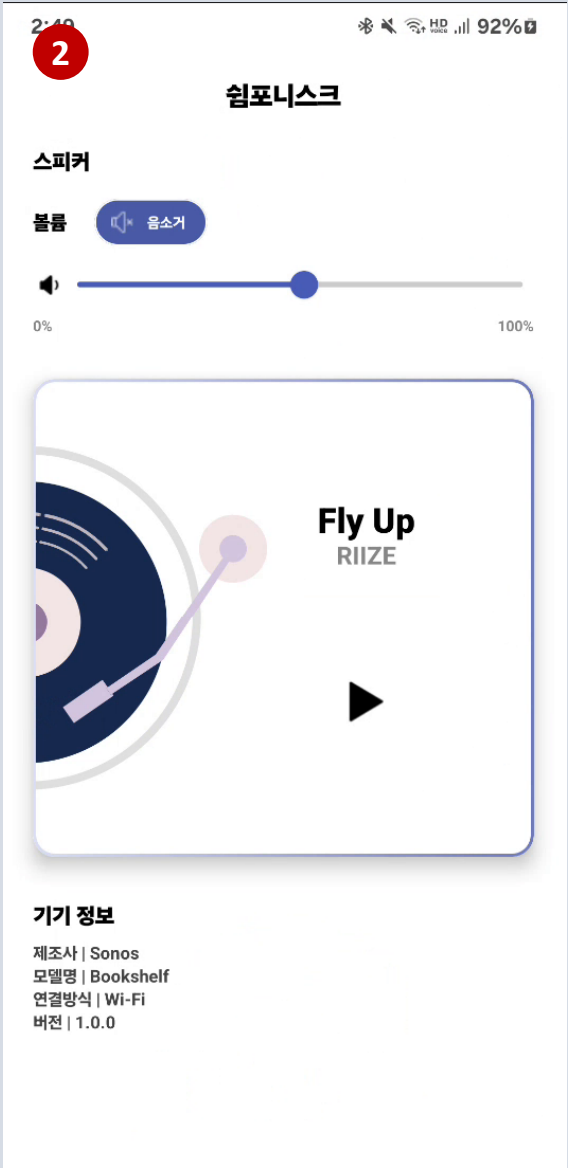 2:49
HD voice 92%
2
쉼포니스크
스피커
볼륨 음소거
0% 100%
Fly Up
RIIZE
기기 정보
제조사 | Sonos
모델명 | Bookshelf
연결방식 | Wi-Fi
버전 | 1.0.0